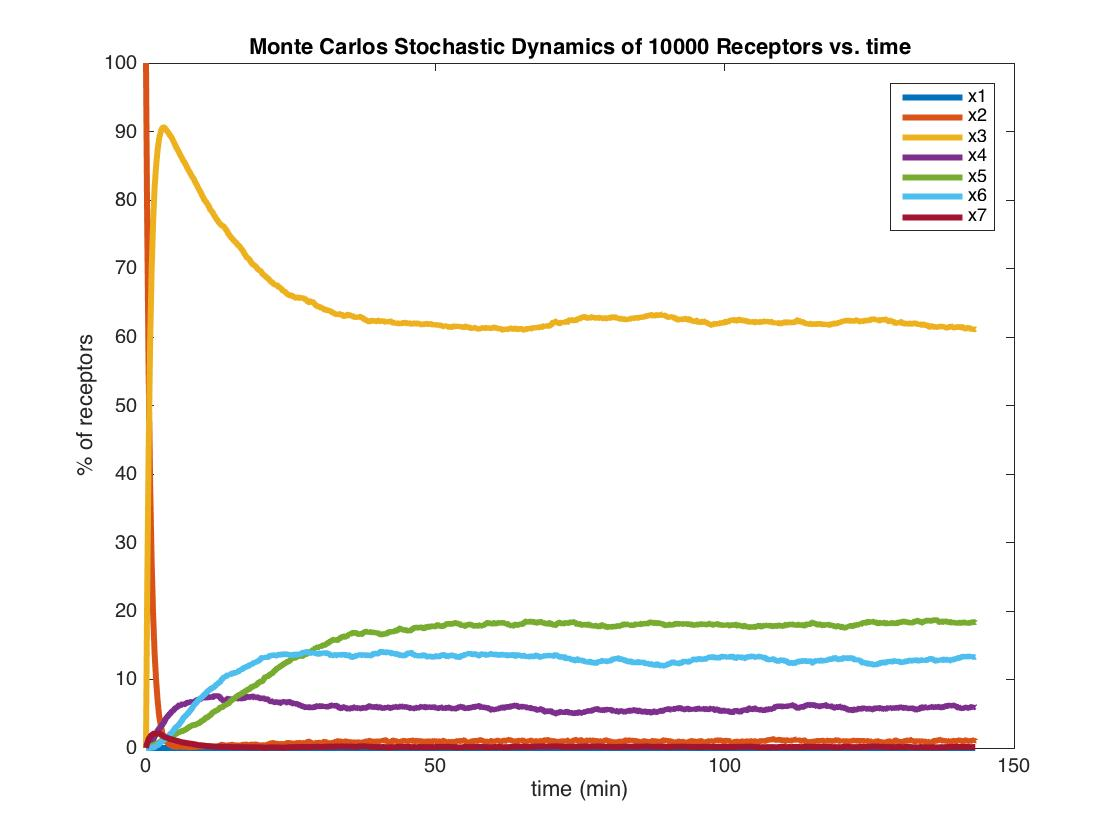 Monte Carlos Stochastic Dynamics of 10000 Receptors vs. time
100
90
80
70
60
50
40
30
20
10
0
% of receptors
x1
x2
x3
x4
x5
x6
x7
0 50 100 150
time (min)